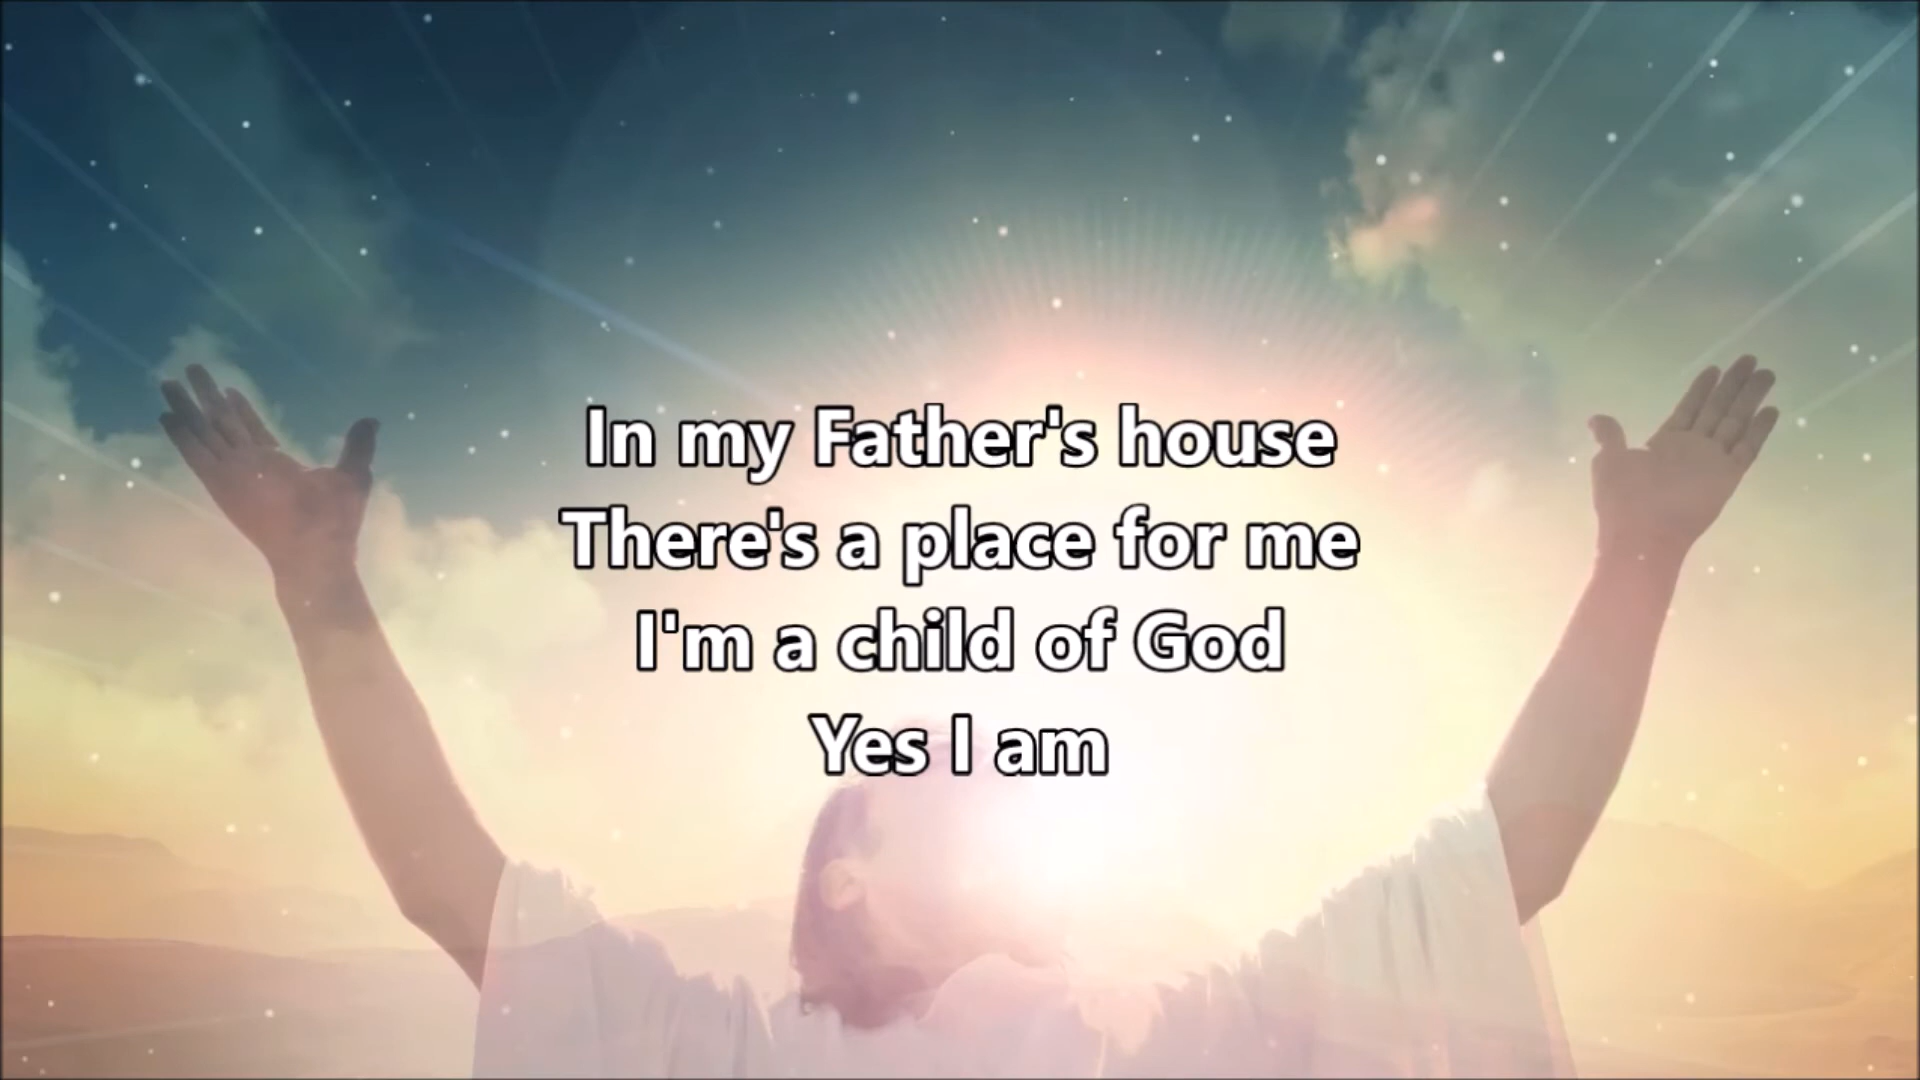 In my Father's house
There's a place for me
I'm a child of God
Yes I am